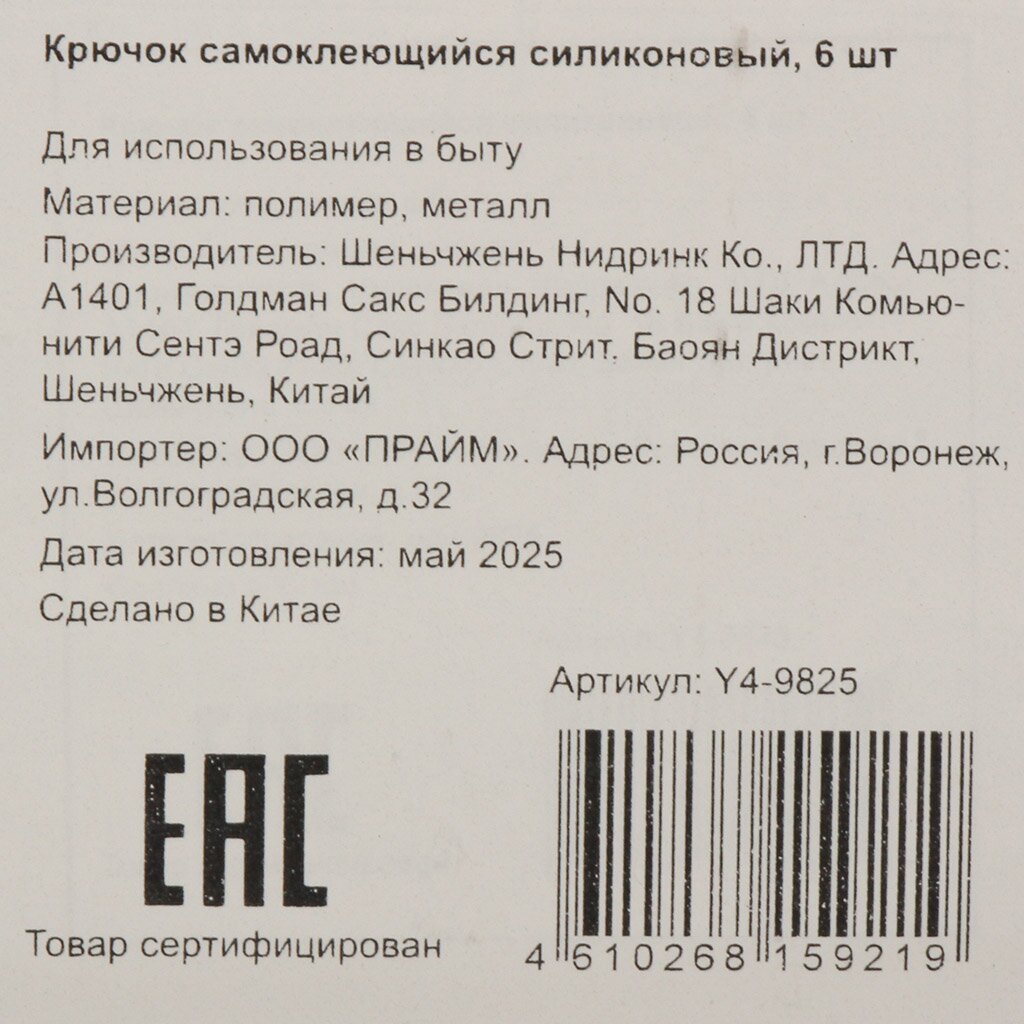 Крючок самоклеющийся силиконовый, 6 шт
Для использования в быту
Материал: полимер, металл
Производитель: Шеньчжень Нидринк Ко., ЛТД. Адрес:
А1401, Голдман Сакс Билдинг, No. 18 Шаки Комью-
нити Сентэ Роад, Синкао Стрит. Баоян Дистрикт,
Шеньчжень, Китай
Импортер: ООО «ПРАЙМ». Адрес: Россия, г.Воронеж,
ул.Волгоградская, д.32
Дата изготовления: май 2025
Сделано в Китае
Артикул: Y4-9825
ЕАС
Товар сертифицирован
4 610268 159219